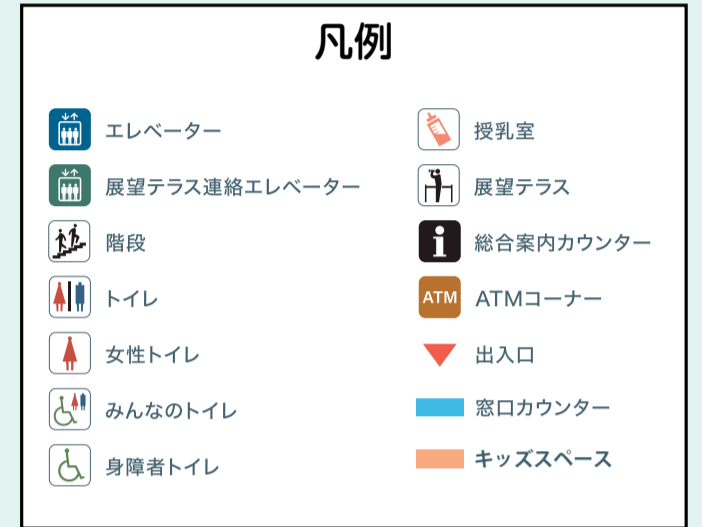 凡例
エレベーター
展望テラス連絡エレベーター
階段
トイレ
女性トイレ
みんなのトイレ
身障者トイレ
授乳室
展望テラス
i 総合案内カウンター
ATM ATMコーナー
出入口
窓口カウンター
キッズスペース